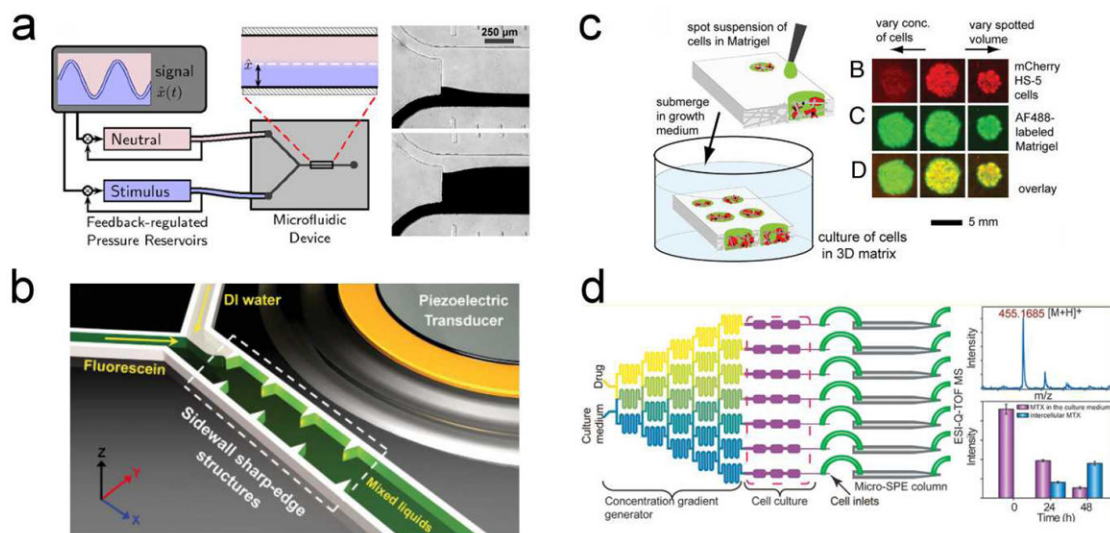 a
signal
x̃(t)
x̂
250 µm
Neutral
Stimulus
Feedback-regulated
Pressure Reservoirs
Microfluidic
Device
b
DI water
Fluorescein
Piezoelectric
Transducer
Sidewall sharp-edge
structures
Mixed liquids
Z
Y
X
c
spot suspension of
cells in Matrigel
submerge
in growth
medium
culture of cells
in 3D matrix
vary conc.
of cells
vary spotted
volume
B
mCherry
HS-5
cells
C
AF488-
labeled
Matrigel
D
overlay
5 mm
d
Drug
Culture
medium
Concentration gradient
generator
Cell culture
Cell inlets
Micro-SPE column
ESI-Q-TOF MS
455.1685 [M+H]+
Intensity
m/z
MTX in the culture medium
intercellular MTX
Intensity
0 24 48
Time (h)